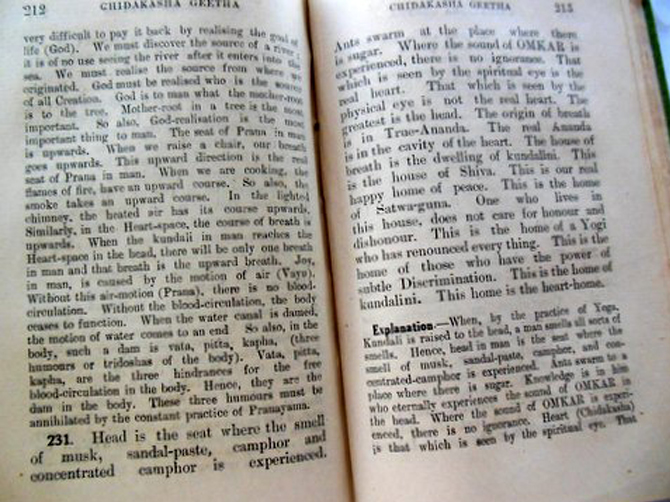 212
CHIDAKASHA GEETHA
very difficult to pay it back by realising the goal of
life (God). We must discover the source of a river;
it is of no use seeing the river after it enters into the
sea. We must realise the source from where we
originated. God must be realised who is the source
of all Creation. God is to man what the mother-root
is to the tree. Mother-root in a tree is the most
important. So also, God-realisation is the most
important thing to man. The seat of Prana in man
is upwards. When we raise a chair, our breath
goes upwards. This upward direction is the real
seat of Prana in man. When we are cooking, the
flames of fire, have an upward course. So also, the
smoke takes an upward course. In the lighted
chimney, the heated air has its course upwards.
Similarly, in the Heart-space, the course of breath is
upwards. When the kundali in man reaches the
Heart-space in the head, there will be only one breath
in man and that breath is the upward breath. Joy,
in man, is caused by the motion of air (Vayu).
Without this air-motion (Prana), there is no blood-
circulation. Without the blood-circulation, the body
ceases to function. When the water canal is damed,
the motion of water comes to an end So also, in the
body, such a dam is vata, pitta, kapha, (three
humours or tridoshas of the body). Vata, pitta,
kapha, are the three hindrances for the free
blood-circulation in the body. Hence, they are the
dam in the body. These three humours must be
annihilated by the constant practice of Pranayama.
231. Head is the seat where the smell
of musk, sandal-paste, camphor and
concentrated camphor is experienced.
CHIDAKASHA GEETHA
213
Ants swarm at the place where there
is sugar. Where the sound of OMKAR is
experienced, there is no ignorance. That
which is seen by the spiritual eye is the
real heart. That which is seen by the
physical eye is not the real heart. The
greatest is the head. The origin of breath
is in True-Ananda. The real Ananda
is in the cavity of the heart. The house of
breath is the dwelling of kundalini. This
is the house of Shiva. This is our real
happy home of peace. This is the home
of Satwa-guna. One who lives in
this house, does not care for honour and
dishonour. This is the home of a Yogi
who has renounced every thing. This is the
home of those who have the power of
subtle Discrimination. This is the home of
kundalini. This home is the heart-home.
Explanation.—When, by the practice of Yoga,
Kundali is raised to the head, a man smells all sorts of
smells. Hence, head in man is the seat where the
smell of musk, sandal-paste, camphor, and con-
centrated-camphor is experienced. Ants swarm to a
place where there is sugar. Knowledge is in him
who eternally experiences the sound of OMKAR in
the head. Where the sound of OMKAR is experi-
enced, there is no ignorance. Heart (Chidakasha)
is that which is seen by the spiritual eye. That